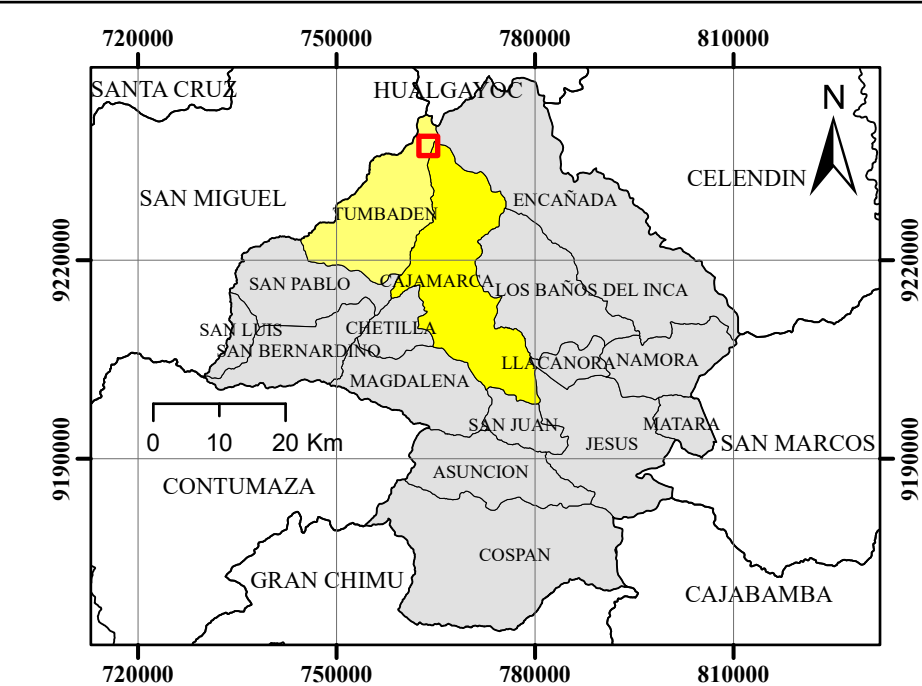 720000 750000 780000 810000
SANTA CRUZ
HUALGAYOC
N
CELENDIN
SAN MIGUEL
ENCAÑADA
TUMBADEN
9220000
9220000
SAN PABLO
CAJAMARCA
LOS BAÑOS DEL INCA
SAN LUIS
CHETILLA
SAN BERNARDINO
LLACANORA
NAMORA
MAGDALENA
SAN JUAN
MATARA
0 10 20 Km
JESUS
SAN MARCOS
9190000
9190000
ASUNCION
CONTUMAZA
COSPAN
GRAN CHIMU
CAJABAMBA
720000 750000 780000 810000